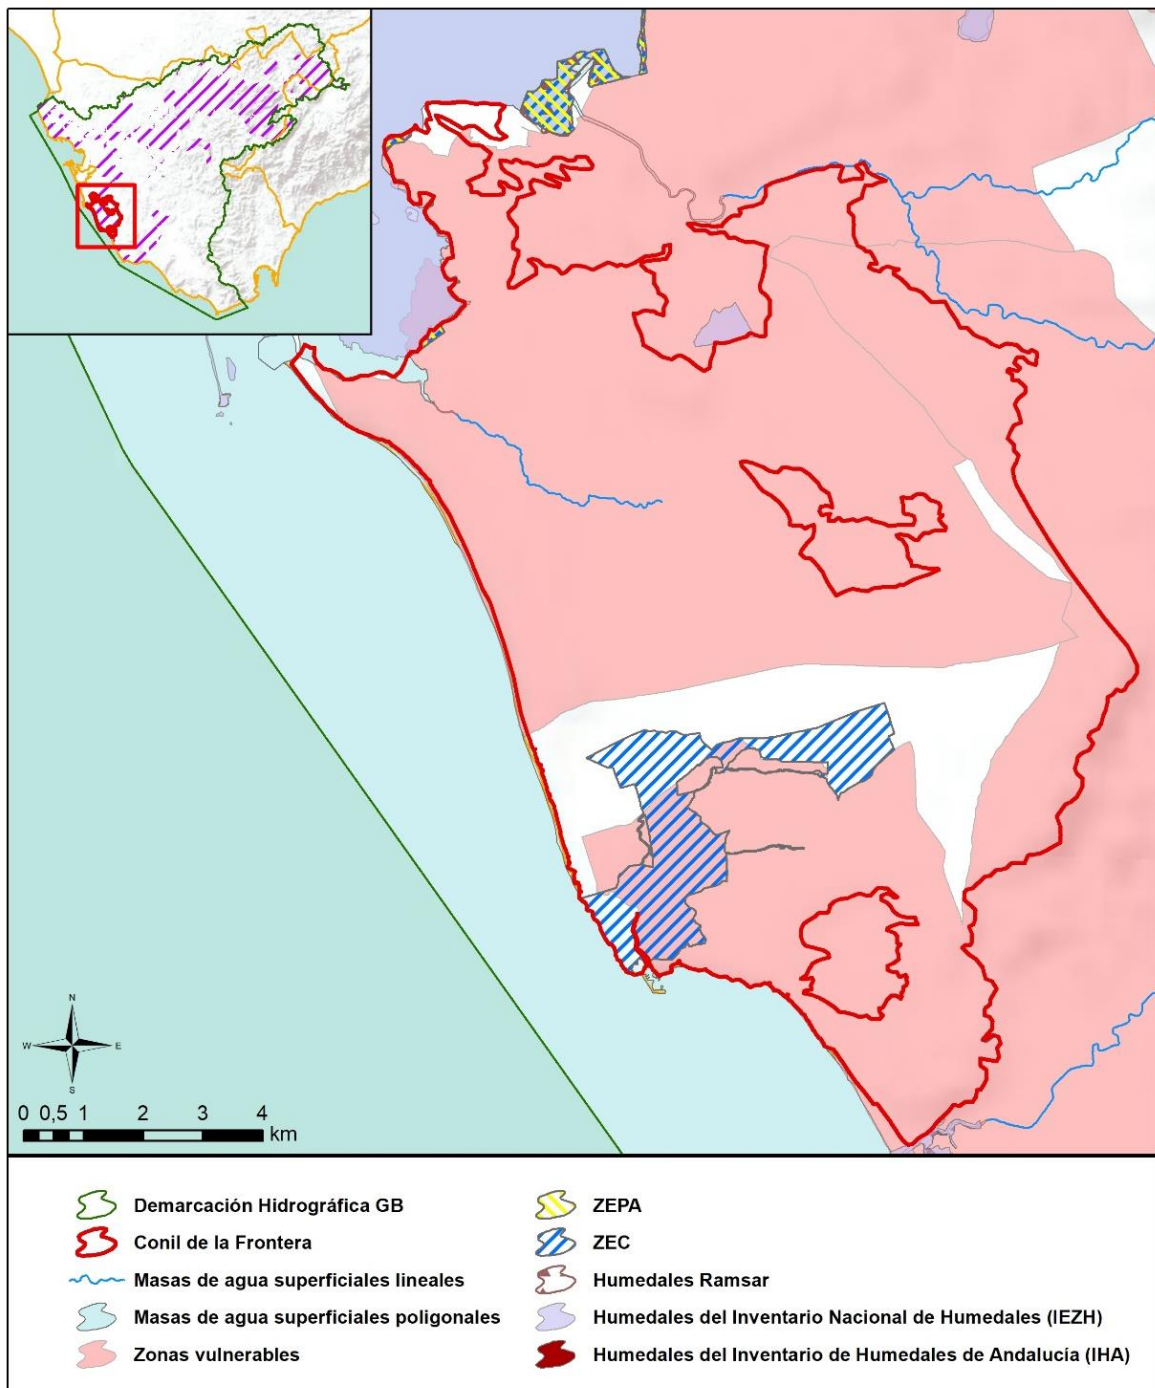 N
W E
S
0 0,5 1 2 3 4
km
Demarcación Hidrográfica GB
Conil de la Frontera
Masas de agua superficiales lineales
Masas de agua superficiales poligonales
Zonas vulnerables
ZEPA
ZEC
Humedales Ramsar
Humedales del Inventario Nacional de Humedales (IEZH)
Humedales del Inventario de Humedales de Andalucía (IHA)